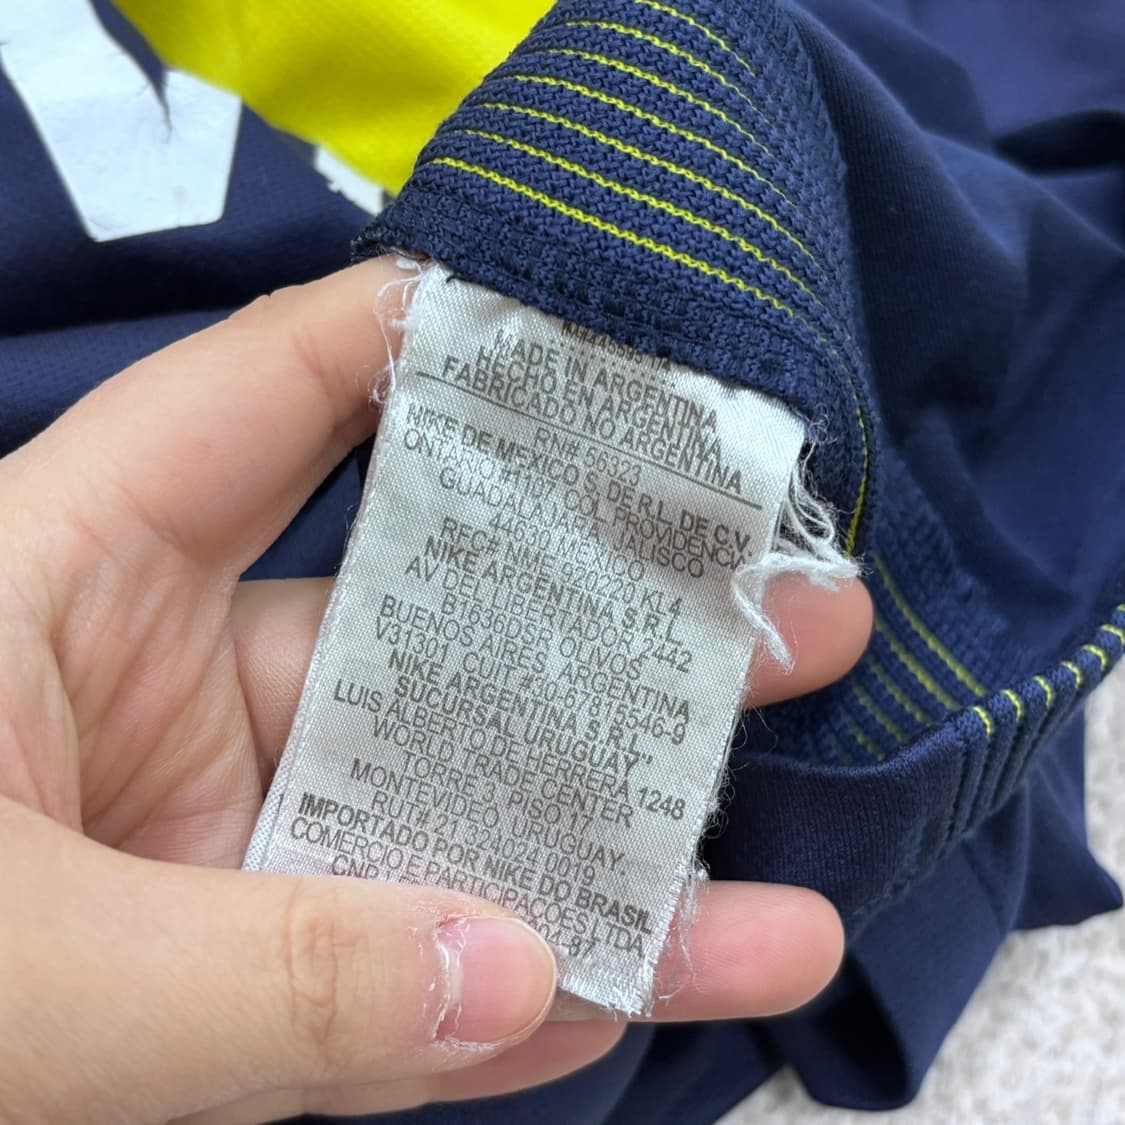 MADE IN ARGENTINA
HECHO EN ARGENTINA
FABRICADO NO ARGENTINA
RN# 56323
NIKE DE MEXICO S. DE R.L. DE C.V.
ONTARIO #1107 COL PROVIDENCIA
GUADALAJARA, JALISCO
44630 MEXICO
RFC# NME 920220 KL4
NIKE ARGENTINA S.R.L.
AV DEL LIBERTADOR 2442
B1636DSR OLIVOS
BUENOS AIRES ARGENTINA
V31301 CUIT #30-67815546-9
NIKE ARGENTINA S.R.L.
SUCURSAL URUGUAY"
LUIS ALBERTO DE HERRERA 1248
WORLD TRADE CENTER
TORRE 3, PISO 17
MONTEVIDEO, URUGUAY.
RUT# 21 324024 0019
IMPORTADO POR NIKE DO BRASIL
COMERCIO E PARTICIPAÇOES LTDA